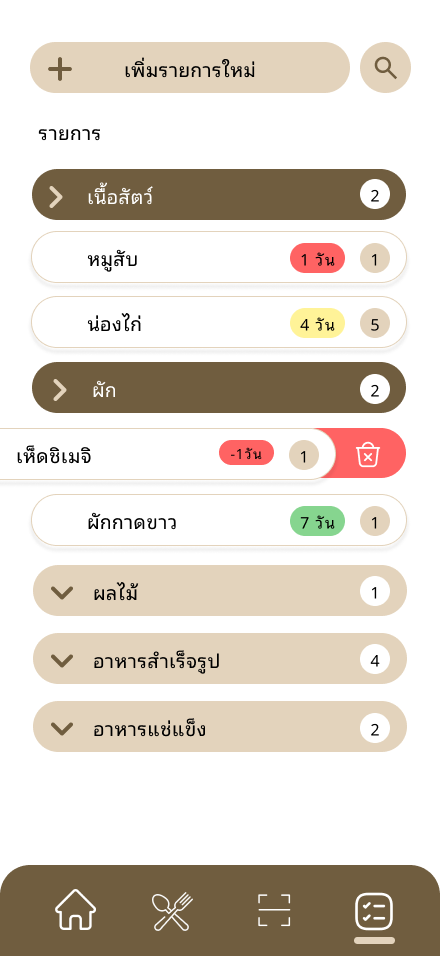 เพิ่มรายการใหม่
รายการ
เนื้อสัตว์ 2
หมูสับ 1 วัน 1
น่องไก่ 4 วัน 5
ผัก 2
เห็ดชิเมจิ -1วัน 1
ผักกาดขาว 7 วัน 1
ผลไม้ 1
อาหารสำเร็จรูป 4
อาหารแช่แข็ง 2